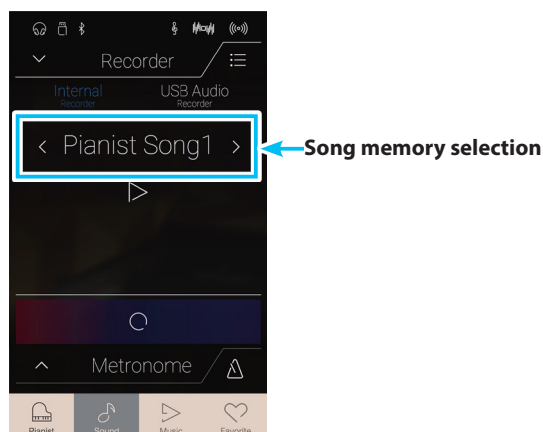 Recorder
Internal USB Audio
Recorder Recorder
Pianist Song1
Song memory selection
Metronome
Pianist Sound Music Favorite